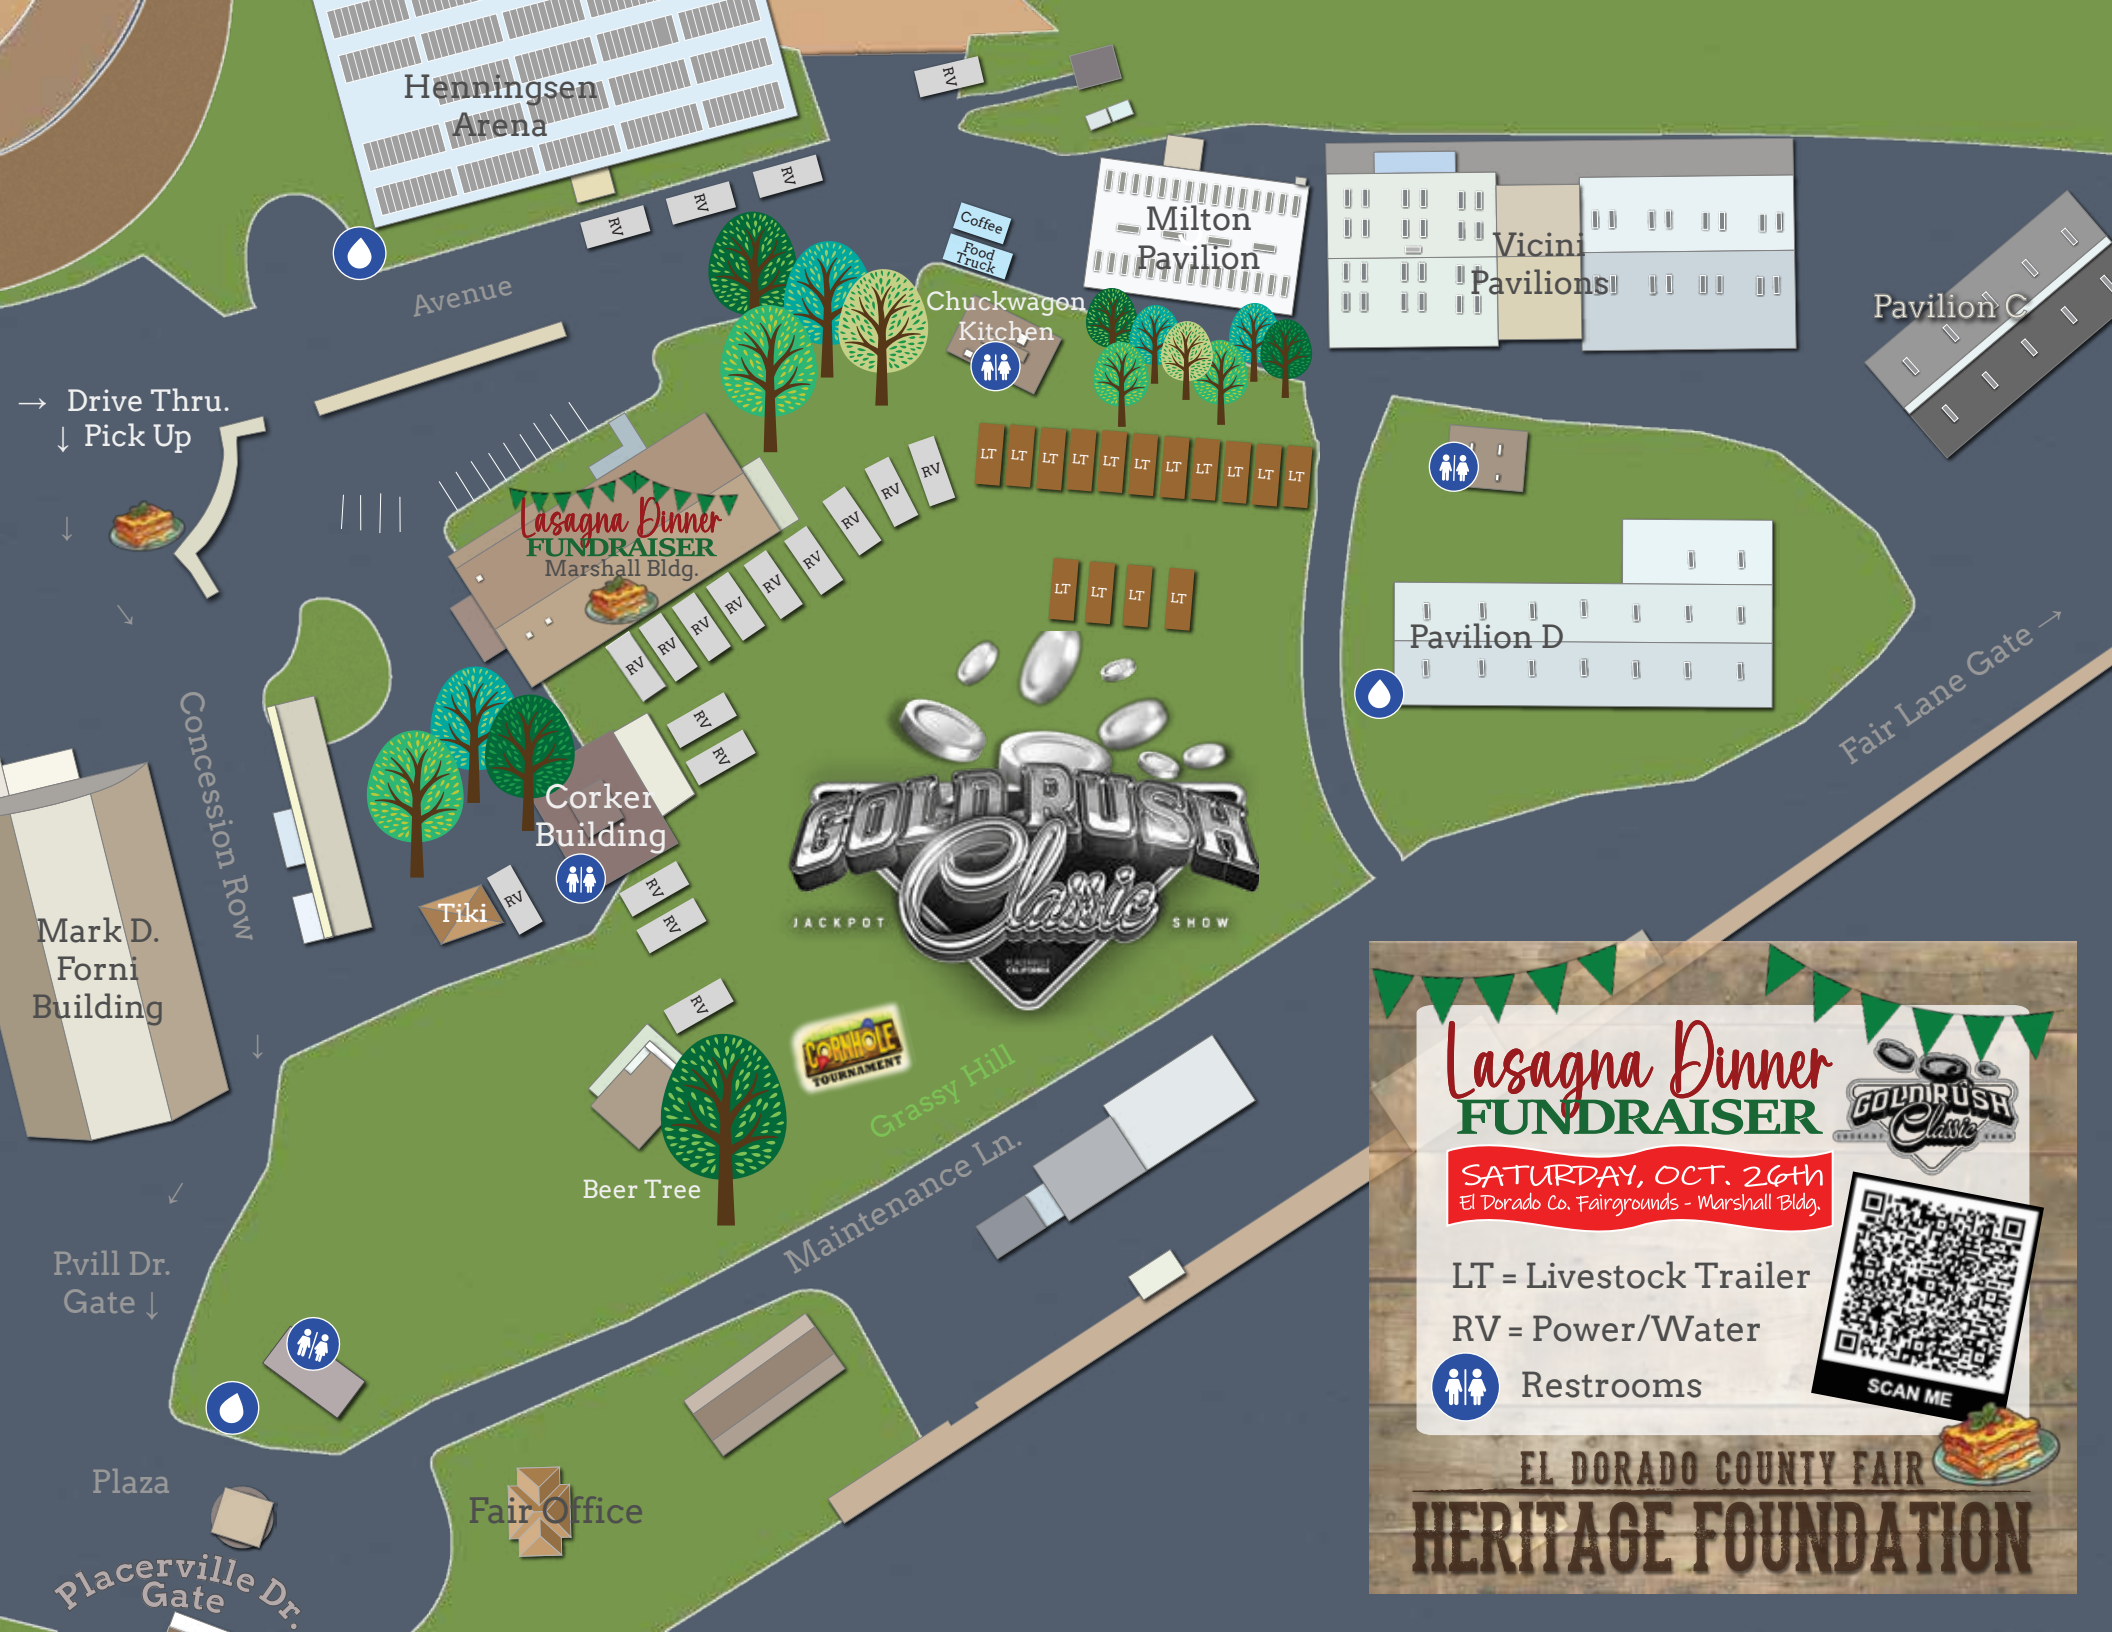 Henningsen
Arena
RV
RV
RV
RV
Avenue
Coffee
Food
Truck
Milton
Pavilion
Vicini
Pavilions
Pavilion C
Chuckwagon
Kitchen
→ Drive Thru.
↓ Pick Up
Lasagna Dinner
FUNDRAISER
Marshall Bldg.
RV
RV
RV
RV
RV
RV
RV
RV
RV
RV
LT LT LT LT LT LT LT LT LT LT LT
LT LT LT LT
Pavilion D
Fair Lane Gate →
Concession Row
RV
RV
Corker
Building
Tiki
RV
RV
RV
RV
Mark D.
Forni
Building
GOLD RUSH
Classic
JACKPOT SHOW
PLACERVILLE
CALIFORNIA
CORNHOLE
TOURNAMENT
Grassy Hill
Maintenance Ln.
Beer Tree
P.vill Dr.
Gate ↓
Plaza
Placerville Dr.
Gate
Fair Office
Lasagna Dinner
FUNDRAISER
GOLD RUSH
Classic
JACKPOT SHOW
SATURDAY, OCT. 26th
El Dorado Co. Fairgrounds - Marshall Bldg.
LT = Livestock Trailer
RV = Power/Water
Restrooms
SCAN ME
EL DORADO COUNTY FAIR
HERITAGE FOUNDATION